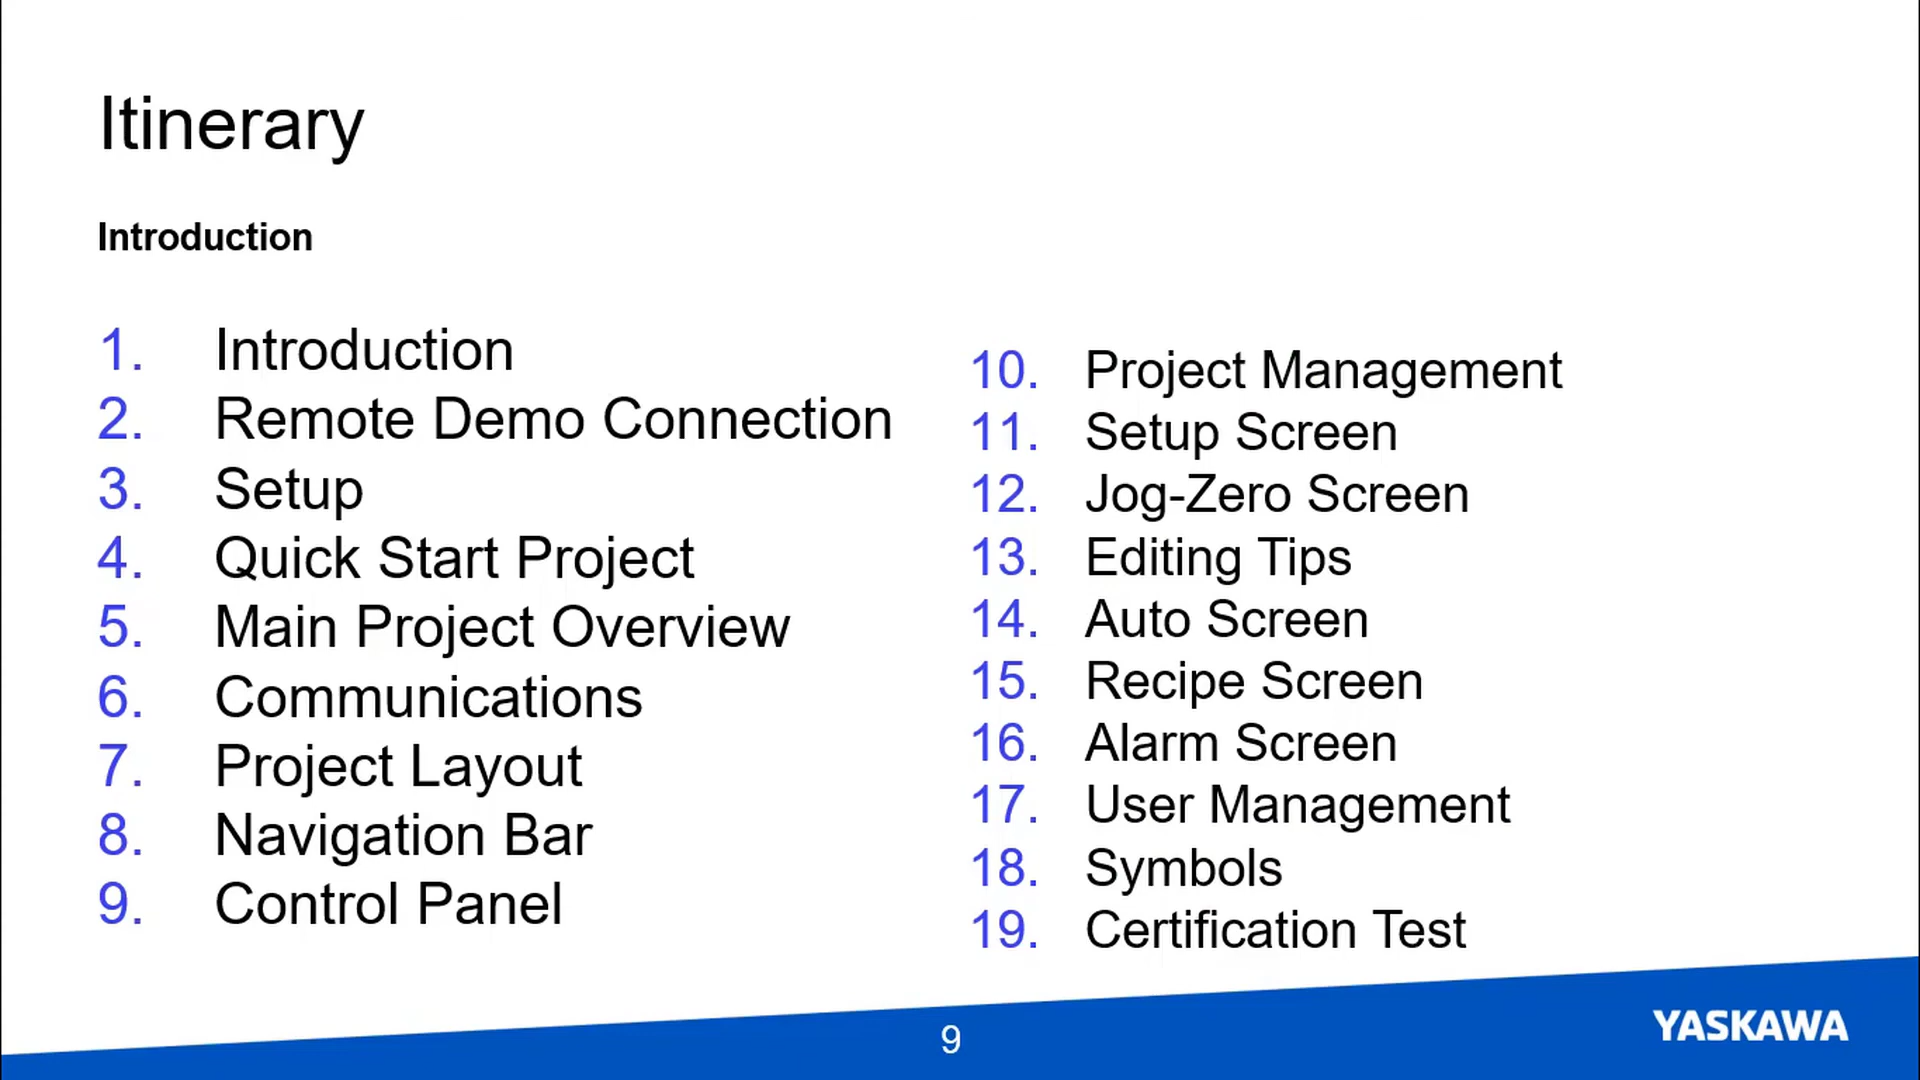 Itinerary
Introduction
1. Introduction
2. Remote Demo Connection
3. Setup
4. Quick Start Project
5. Main Project Overview
6. Communications
7. Project Layout
8. Navigation Bar
9. Control Panel
10. Project Management
11. Setup Screen
12. Jog-Zero Screen
13. Editing Tips
14. Auto Screen
15. Recipe Screen
16. Alarm Screen
17. User Management
18. Symbols
19. Certification Test
9
YASKAWA